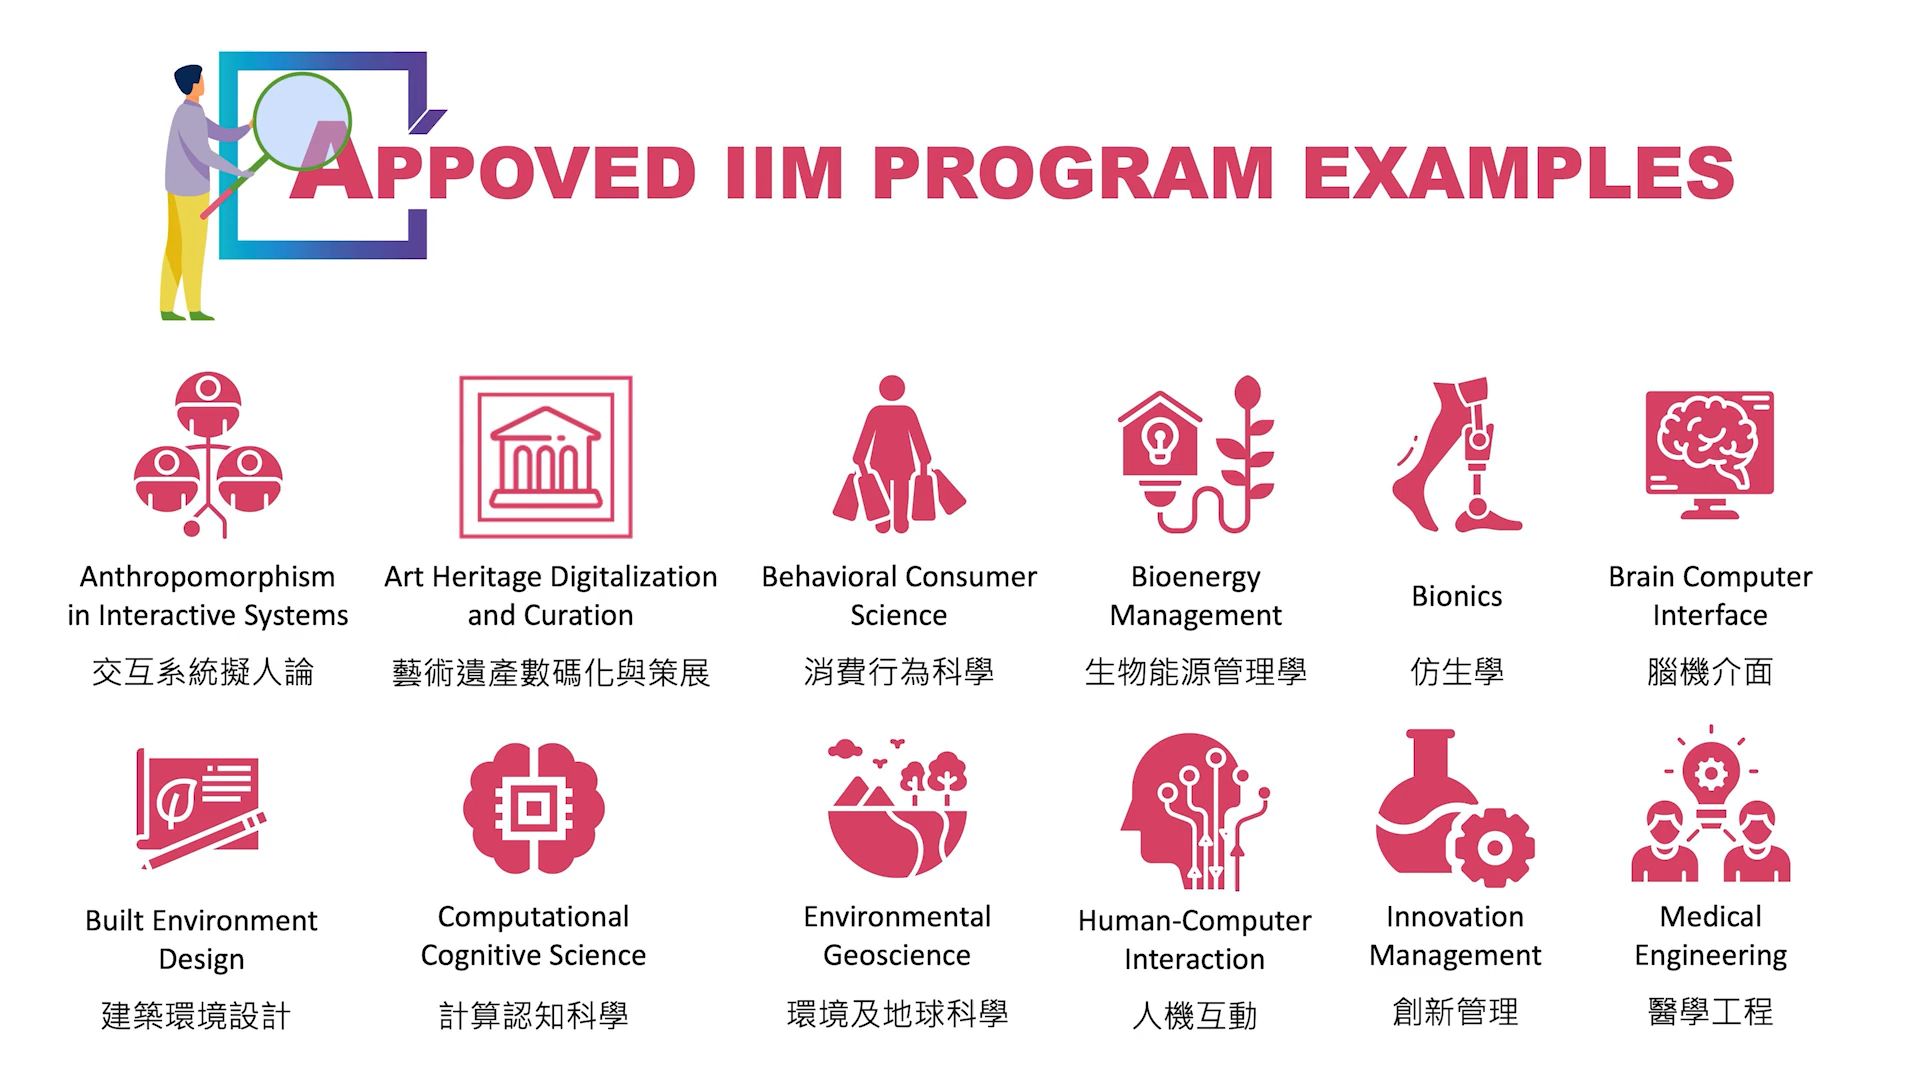 APPOVED IIM PROGRAM EXAMPLES
Anthropomorphism
in Interactive Systems
交互系統擬人論
Art Heritage Digitalization
and Curation
藝術遺產數碼化與策展
Behavioral Consumer
Science
消費行為科學
Bioenergy
Management
生物能源管理學
Bionics
仿生學
Brain Computer
Interface
腦機介面
Built Environment
Design
建築環境設計
Computational
Cognitive Science
計算認知科學
Environmental
Geoscience
環境及地球科學
Human-Computer
Interaction
人機互動
Innovation
Management
創新管理
Medical
Engineering
醫學工程